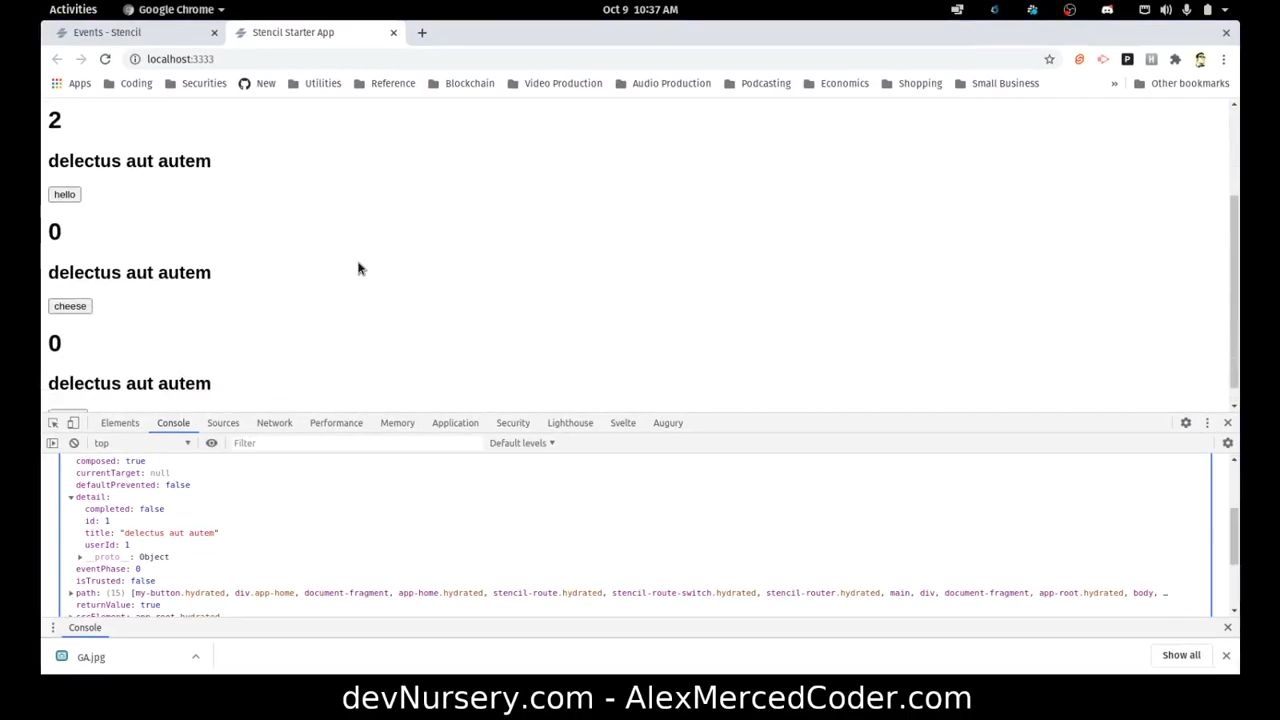 Activities Google Chrome Oct 9 10:37 AM
Events - Stencil Stencil Starter App
localhost:3333
Apps Coding Securities New Utilities Reference Blockchain Video Production Audio Production Podcasting Economics Shopping Small Business » Other bookmarks
2
delectus aut autem
hello
0
delectus aut autem
cheese
0
delectus aut autem
Elements Console Sources Network Performance Memory Application Security Lighthouse Svelte Augury
top Filter Default levels
composed: true
currentTarget: null
defaultPrevented: false
detail:
completed: false
id: 1
title: "delectus aut autem"
userId: 1
__proto__: Object
eventPhase: 0
isTrusted: false
path: (15) [my-button.hydrated, div.app-home, document-fragment, app-home.hydrated, stencil-route.hydrated, stencil-route-switch.hydrated, stencil-router.hydrated, main, div, document-fragment, app-root.hydrated, body, …
returnValue: true
Console
GA.jpg Show all
devNursery.com - AlexMercedCoder.com